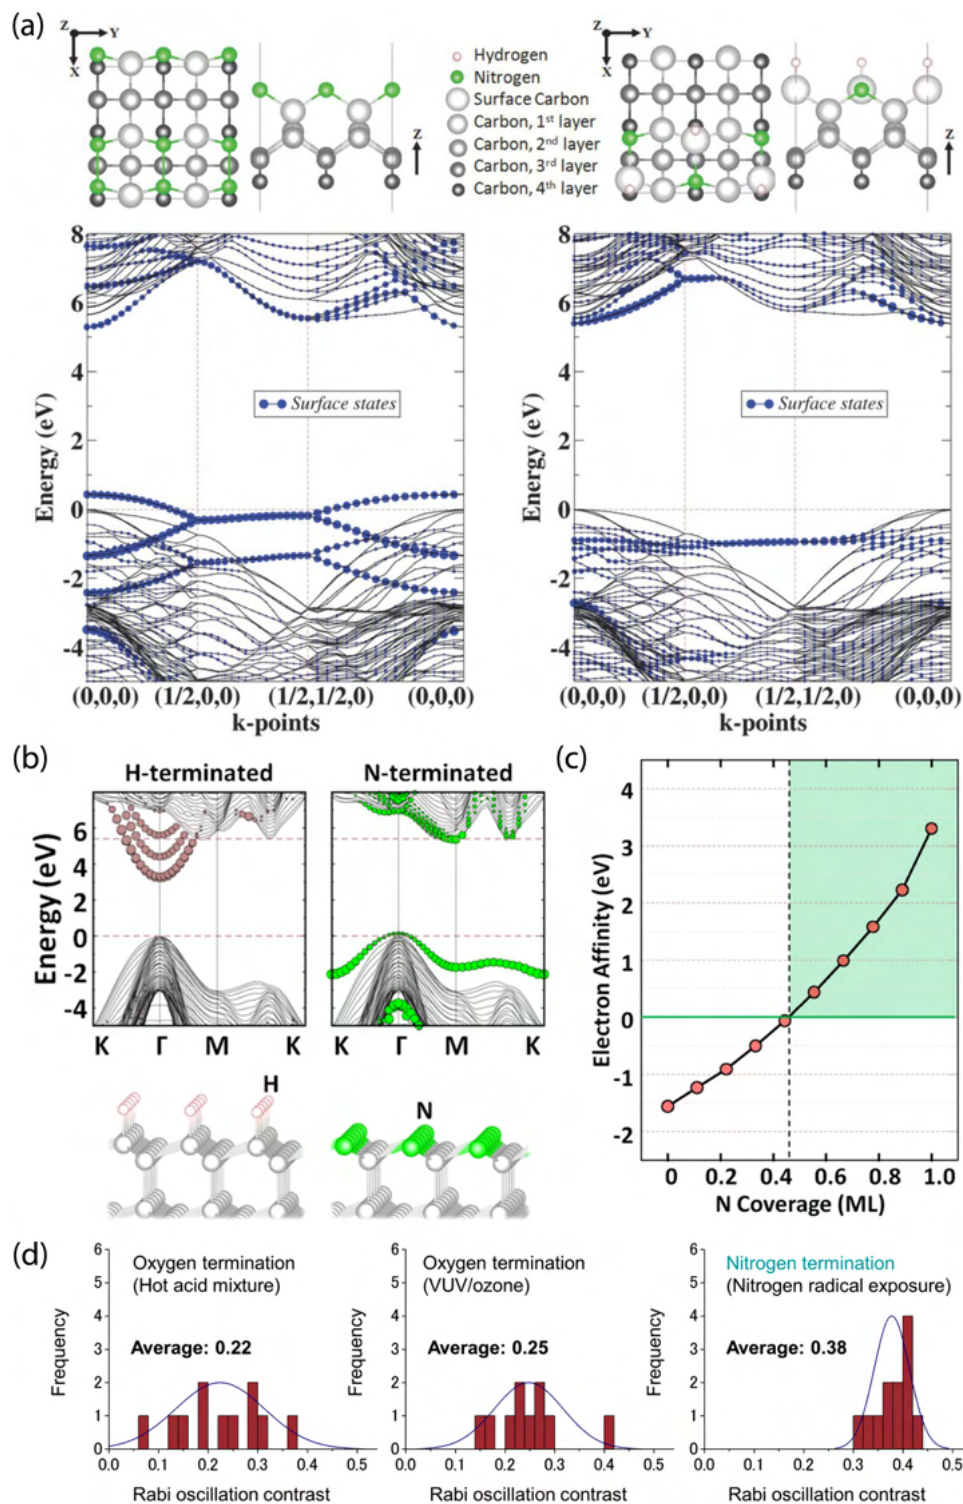 (a)
Z
Y
X
Z
Hydrogen
Nitrogen
Surface Carbon
Carbon, 1st layer
Carbon, 2nd layer
Carbon, 3rd layer
Carbon, 4th layer
Z
Y
X
Z
8
6
4
2
0
-2
-4
Energy (eV)
Surface states
(0,0,0) (1/2,0,0) (1/2,1/2,0) (0,0,0)
k-points
8
6
4
2
0
-2
-4
Energy (eV)
Surface states
(0,0,0) (1/2,0,0) (1/2,1/2,0) (0,0,0)
k-points
(b)
H-terminated
N-terminated
6
4
2
0
-2
-4
Energy (eV)
K Γ M K
K Γ M K
H
N
(c)
4
3
2
1
0
-1
-2
Electron Affinity (eV)
0 0.2 0.4 0.6 0.8 1.0
N Coverage (ML)
(d)
6
5
4
3
2
1
0
Frequency
Oxygen termination
(Hot acid mixture)
Average: 0.22
0.0 0.1 0.2 0.3 0.4 0.5
Rabi oscillation contrast
6
5
4
3
2
1
0
Frequency
Oxygen termination
(VUV/ozone)
Average: 0.25
0.0 0.1 0.2 0.3 0.4 0.5
Rabi oscillation contrast
6
5
4
3
2
1
0
Frequency
Nitrogen termination
(Nitrogen radical exposure)
Average: 0.38
0.0 0.1 0.2 0.3 0.4 0.5
Rabi oscillation contrast